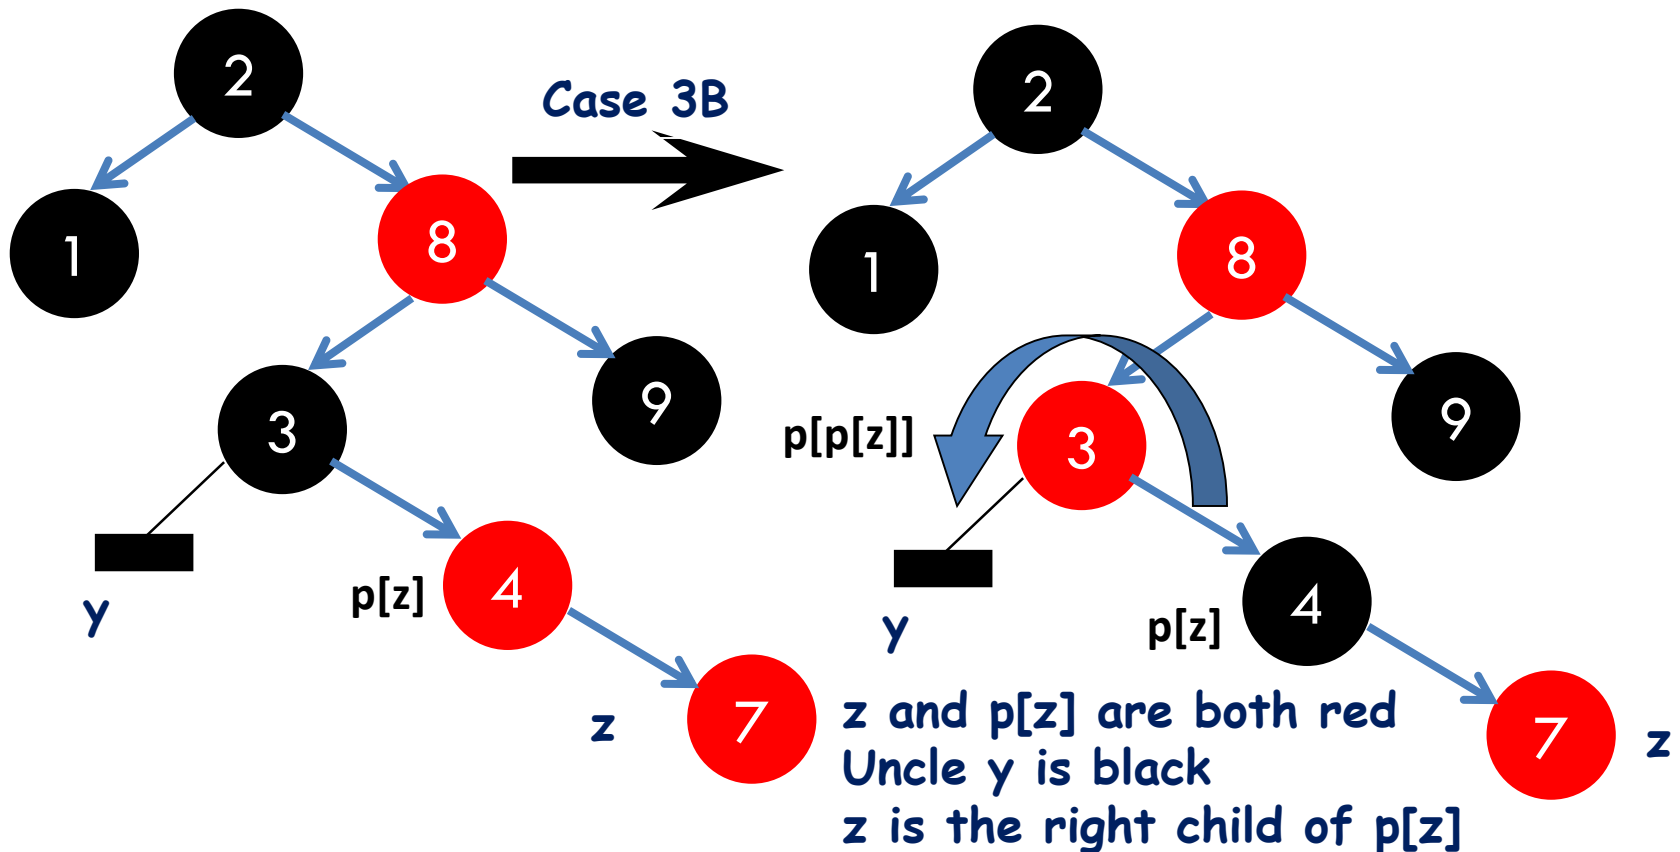 2
Case 3B
2
1
8
1
8
3
9
p[p[z]]
3
9
y
p[z]
4
y
p[z]
4
z
7
z and p[z] are both red
Uncle y is black
z is the right child of p[z]
7
z